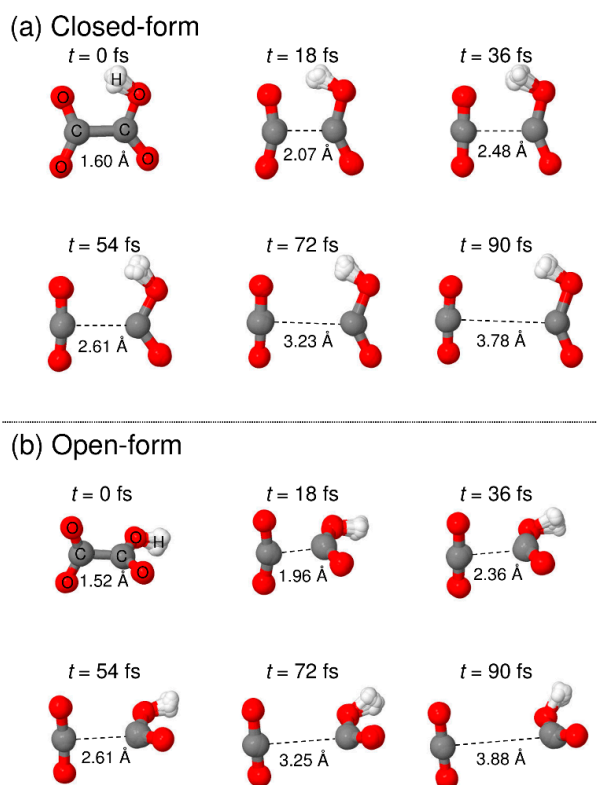 (a) Closed-form
t = 0 fs t = 18 fs t = 36 fs
H
O O
C C
O O
1.60 Å 2.07 Å 2.48 Å
t = 54 fs t = 72 fs t = 90 fs
2.61 Å 3.23 Å 3.78 Å
(b) Open-form
t = 0 fs t = 18 fs t = 36 fs
O O H
C C
O O
1.52 Å 1.96 Å 2.36 Å
t = 54 fs t = 72 fs t = 90 fs
2.61 Å 3.25 Å 3.88 Å